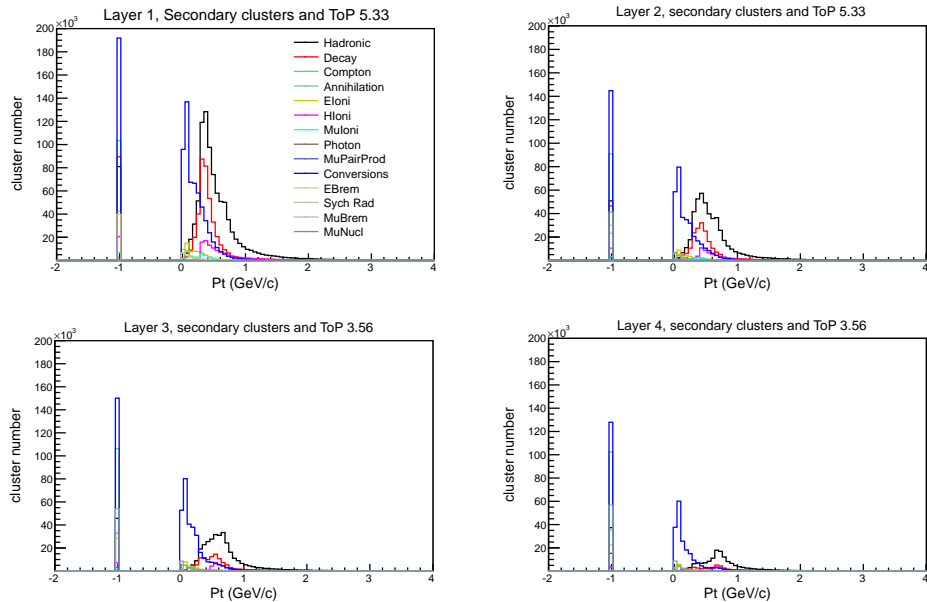 Layer 1, Secondary clusters and ToP 5.33
×10³
200
180
160
140
120
100
80
60
40
20
cluster number
Hadronic
Decay
Compton
Annihilation
EIoni
HIoni
MuIoni
Photon
MuPairProd
Conversions
EBrem
Sych Rad
MuBrem
MuNucl
-2 -1 0 1 2 3 4
Pt (GeV/c)
Layer 2, secondary clusters and ToP 5.33
×10³
200
180
160
140
120
100
80
60
40
20
cluster number
-2 -1 0 1 2 3 4
Pt (GeV/c)
Layer 3, secondary clusters and ToP 3.56
×10³
200
180
160
140
120
100
80
60
40
20
cluster number
-2 -1 0 1 2 3 4
Pt (GeV/c)
Layer 4, secondary clusters and ToP 3.56
×10³
200
180
160
140
120
100
80
60
40
20
cluster number
-2 -1 0 1 2 3 4
Pt (GeV/c)